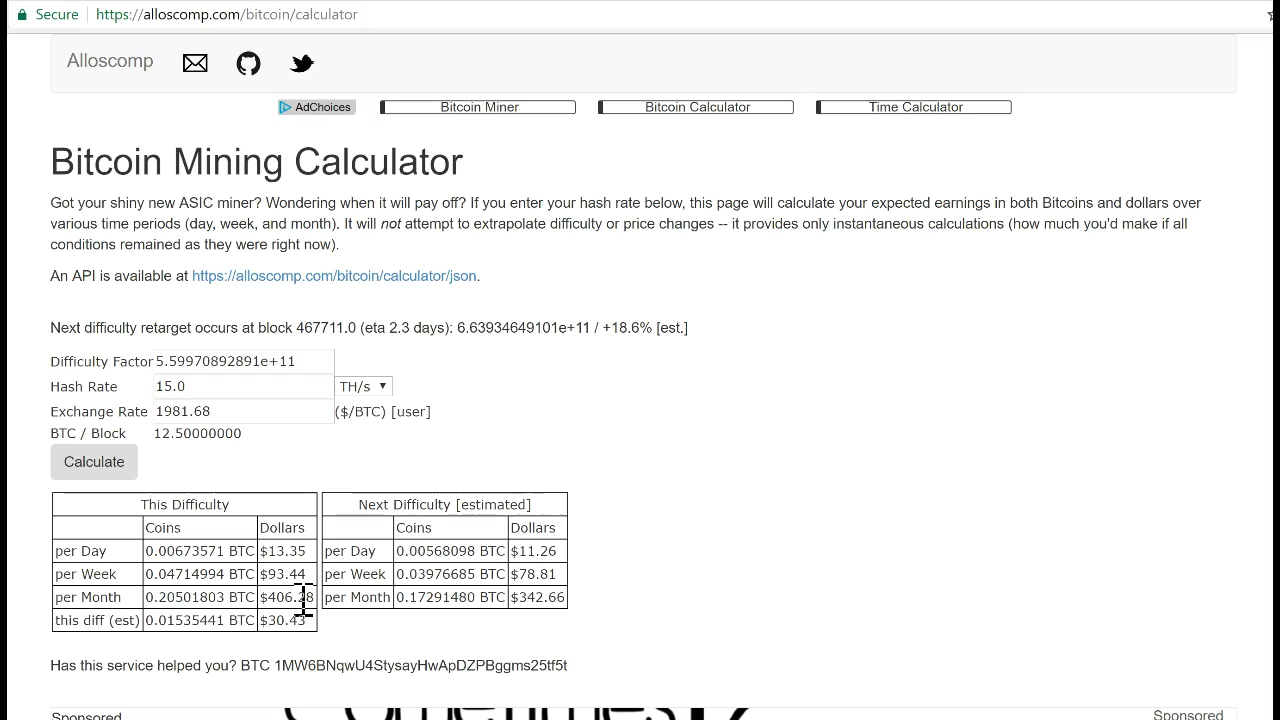 Secure https://alloscomp.com/bitcoin/calculator
Alloscomp
AdChoices Bitcoin Miner Bitcoin Calculator Time Calculator
Bitcoin Mining Calculator
Got your shiny new ASIC miner? Wondering when it will pay off? If you enter your hash rate below, this page will calculate your expected earnings in both Bitcoins and dollars over
various time periods (day, week, and month). It will not attempt to extrapolate difficulty or price changes -- it provides only instantaneous calculations (how much you'd make if all
conditions remained as they were right now).
An API is available at https://alloscomp.com/bitcoin/calculator/json.
Next difficulty retarget occurs at block 467711.0 (eta 2.3 days): 6.63934649101e+11 / +18.6% [est.]
Difficulty Factor 5.59970892891e+11
Hash Rate 15.0 TH/s
Exchange Rate 1981.68 ($/BTC) [user]
BTC / Block 12.50000000
Calculate
This Difficulty Next Difficulty [estimated]
Coins Dollars Coins Dollars
per Day 0.00673571 BTC $13.35 per Day 0.00568098 BTC $11.26
per Week 0.04714994 BTC $93.44 per Week 0.03976685 BTC $78.81
per Month 0.20501803 BTC $406.28 per Month 0.17291480 BTC $342.66
this diff (est) 0.01535441 BTC $30.43
Has this service helped you? BTC 1MW6BNqwU4StysayHwApDZPBggms25tf5t
Sponsored Sponsored